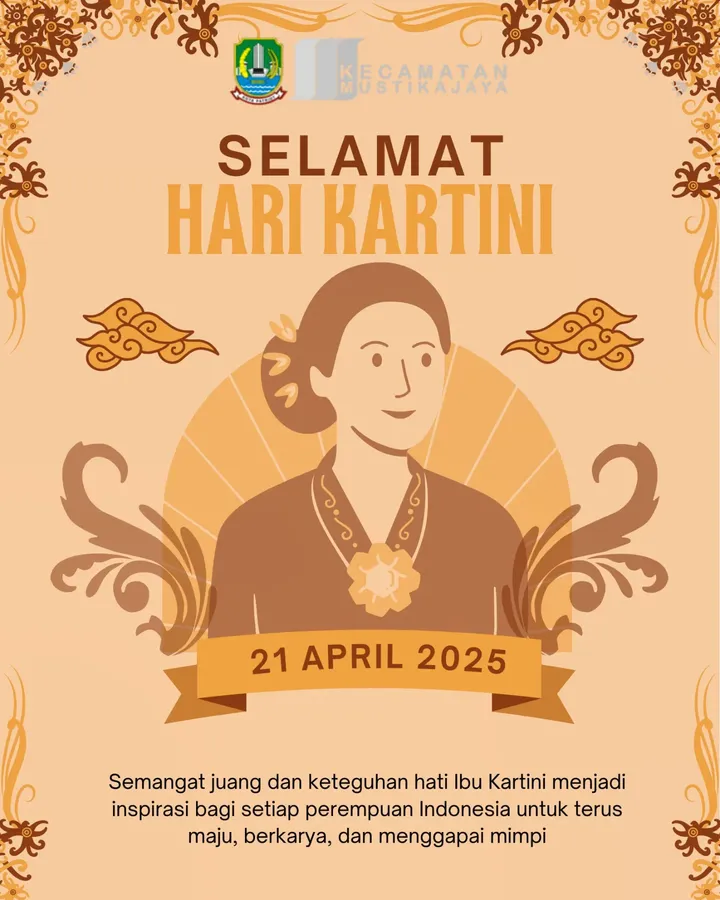 KECAMATAN
MUSTIKAJAYA
SELAMAT
HARI KARTINI
21 APRIL 2025
Semangat juang dan keteguhan hati Ibu Kartini menjadi
inspirasi bagi setiap perempuan Indonesia untuk terus
maju, berkarya, dan menggapai mimpi